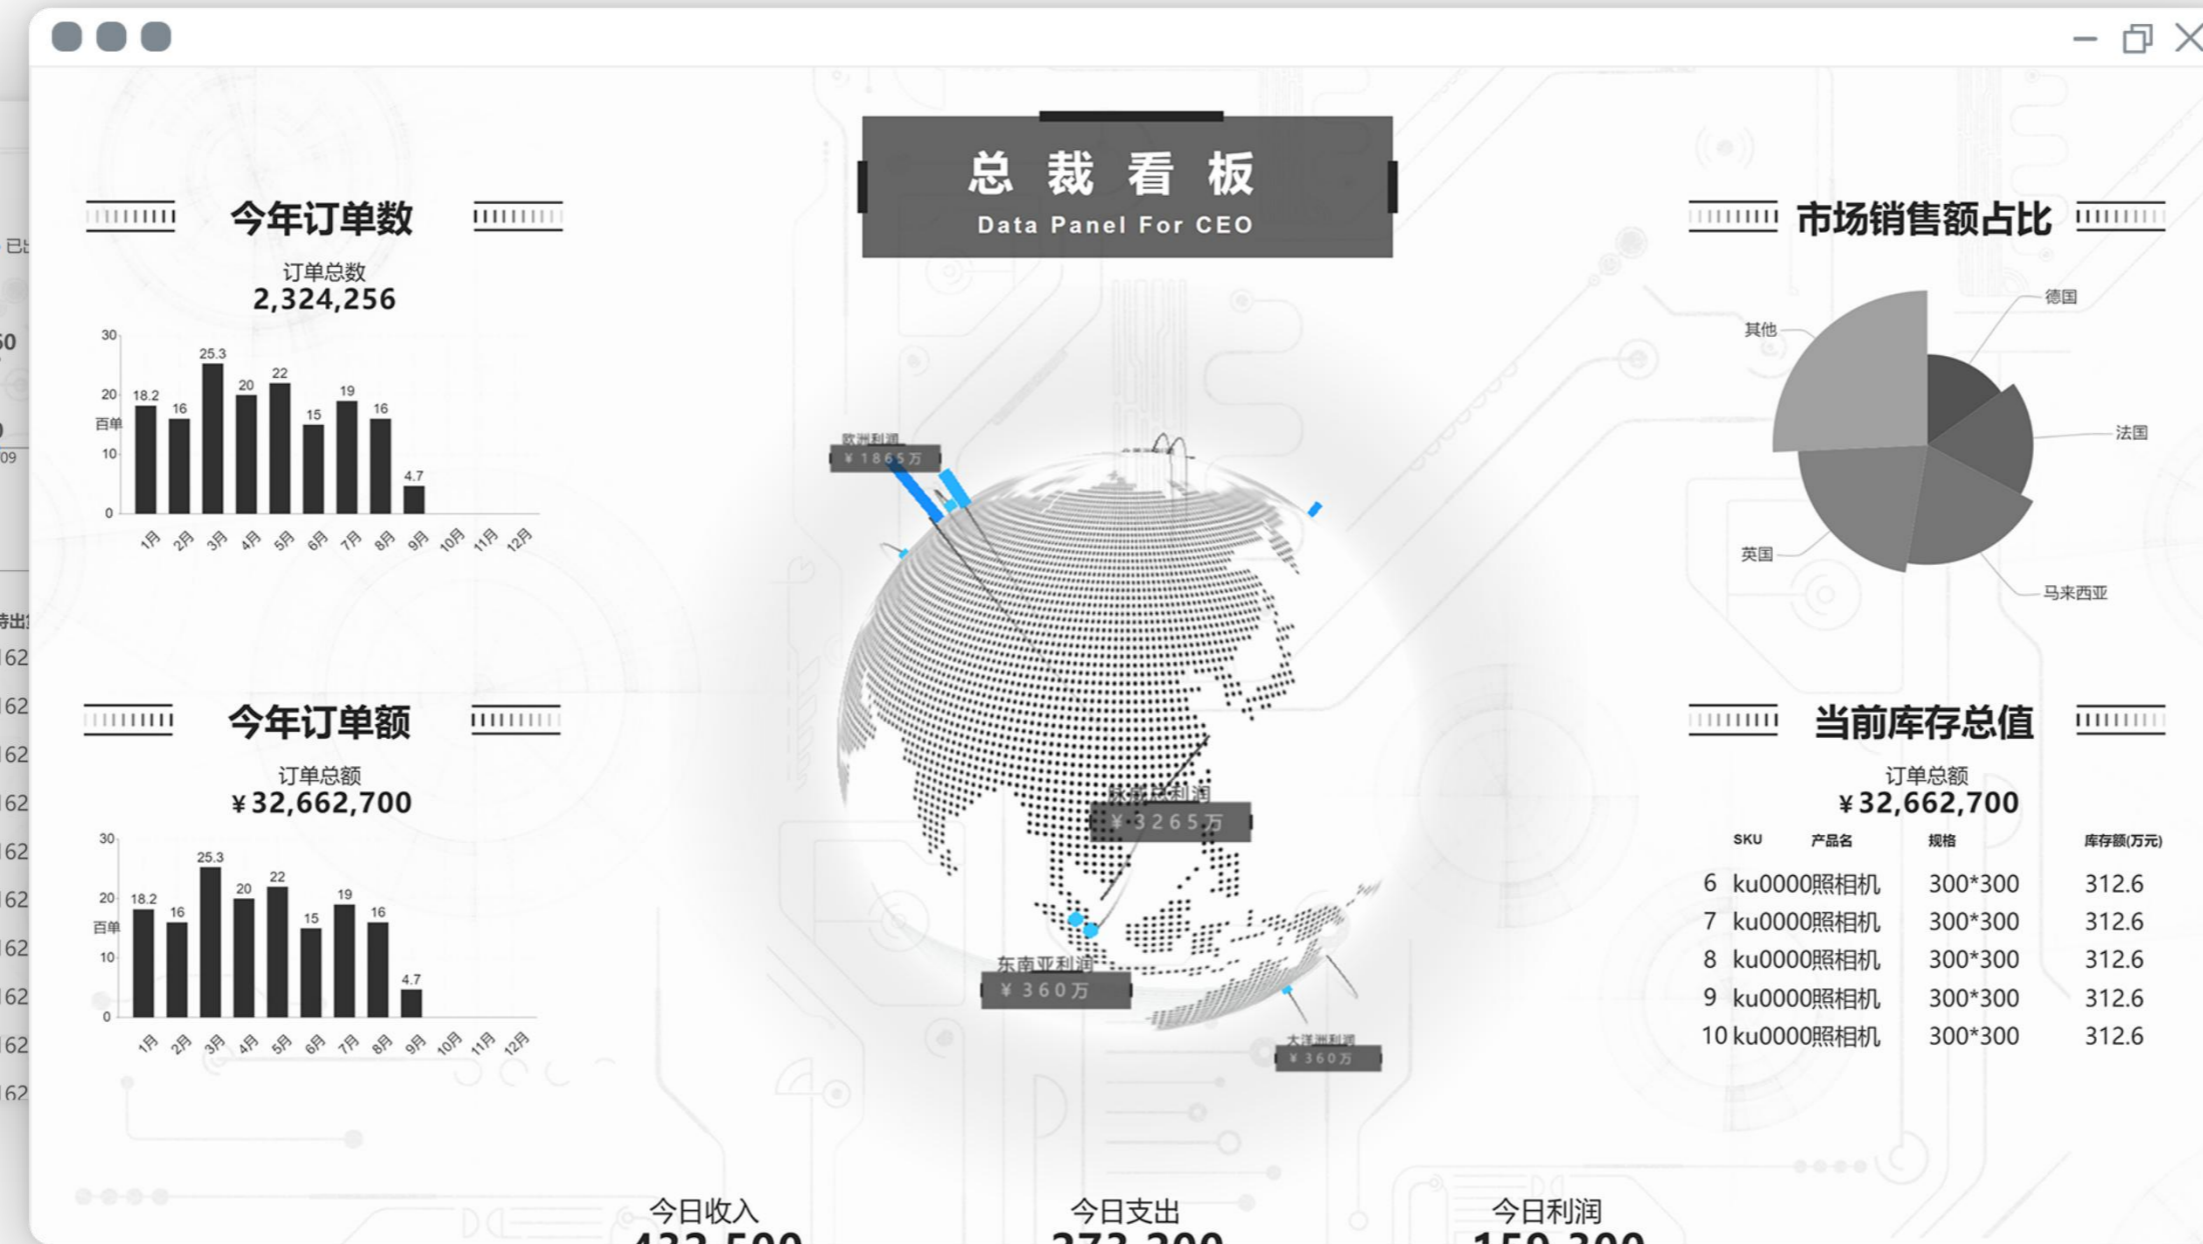 总裁看板
Data Panel For CEO
今年订单数
订单总数
2,324,256
30
20
百单
10
0
18.2
16
25.3
20
22
15
19
16
4.7
1月
2月
3月
4月
5月
6月
7月
8月
9月
10月
11月
12月
今年订单额
订单总额
¥32,662,700
30
20
百单
10
0
18.2
16
25.3
20
22
15
19
16
4.7
1月
2月
3月
4月
5月
6月
7月
8月
9月
10月
11月
12月
欧洲利润
¥1865万
总利润
¥3265万
东南亚利润
¥360万
大洋洲利润
¥360万
市场销售额占比
其他
德国
法国
英国
马来西亚
当前库存总值
订单总额
¥32,662,700
SKU 产品名 规格 库存额(万元)
6 ku0000照相机 300*300 312.6
7 ku0000照相机 300*300 312.6
8 ku0000照相机 300*300 312.6
9 ku0000照相机 300*300 312.6
10 ku0000照相机 300*300 312.6
今日收入
432,500
今日支出
273,200
今日利润
159,300